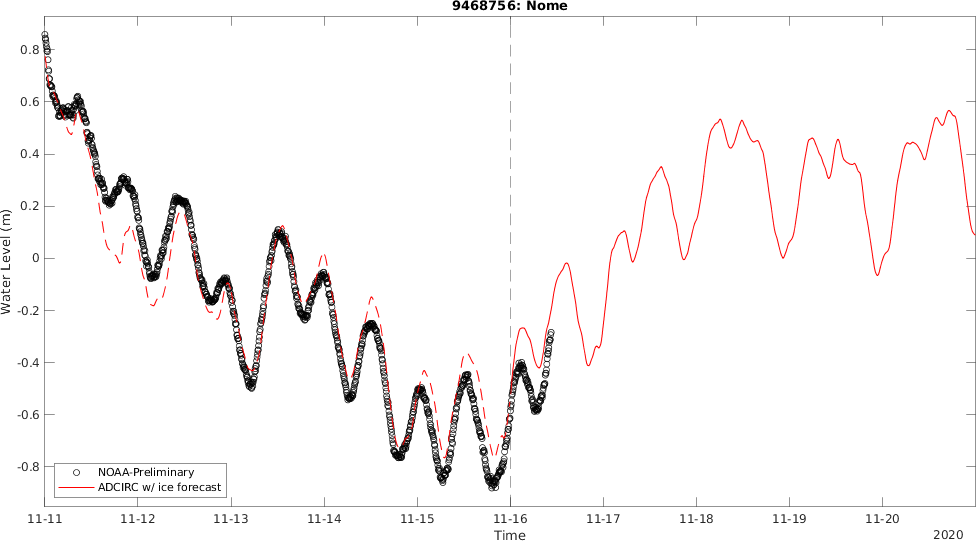 9468756: Nome
Water Level (m)
0.8
0.6
0.4
0.2
0
-0.2
-0.4
-0.6
-0.8
NOAA-Preliminary
ADCIRC w/ ice forecast
11-11 11-12 11-13 11-14 11-15 11-16 11-17 11-18 11-19 11-20
Time
2020